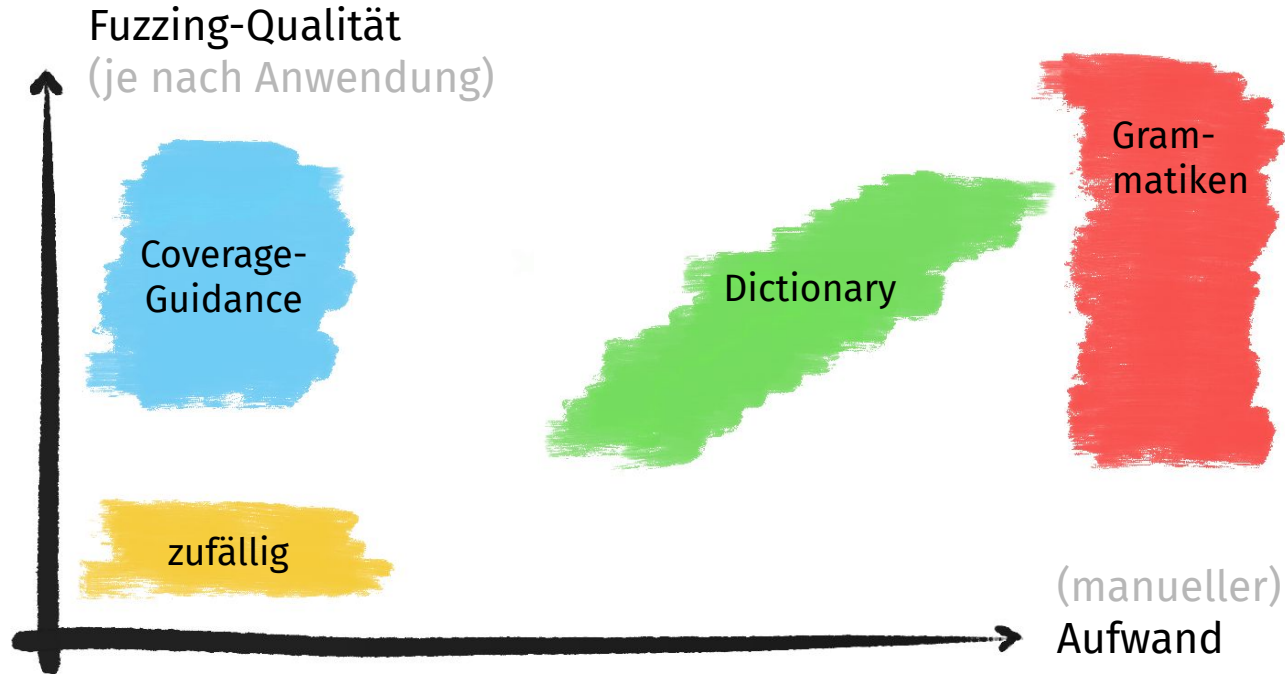 Fuzzing-Qualität
(je nach Anwendung)
Gram-
matiken
Coverage-
Guidance
Dictionary
zufällig
(manueller)
Aufwand